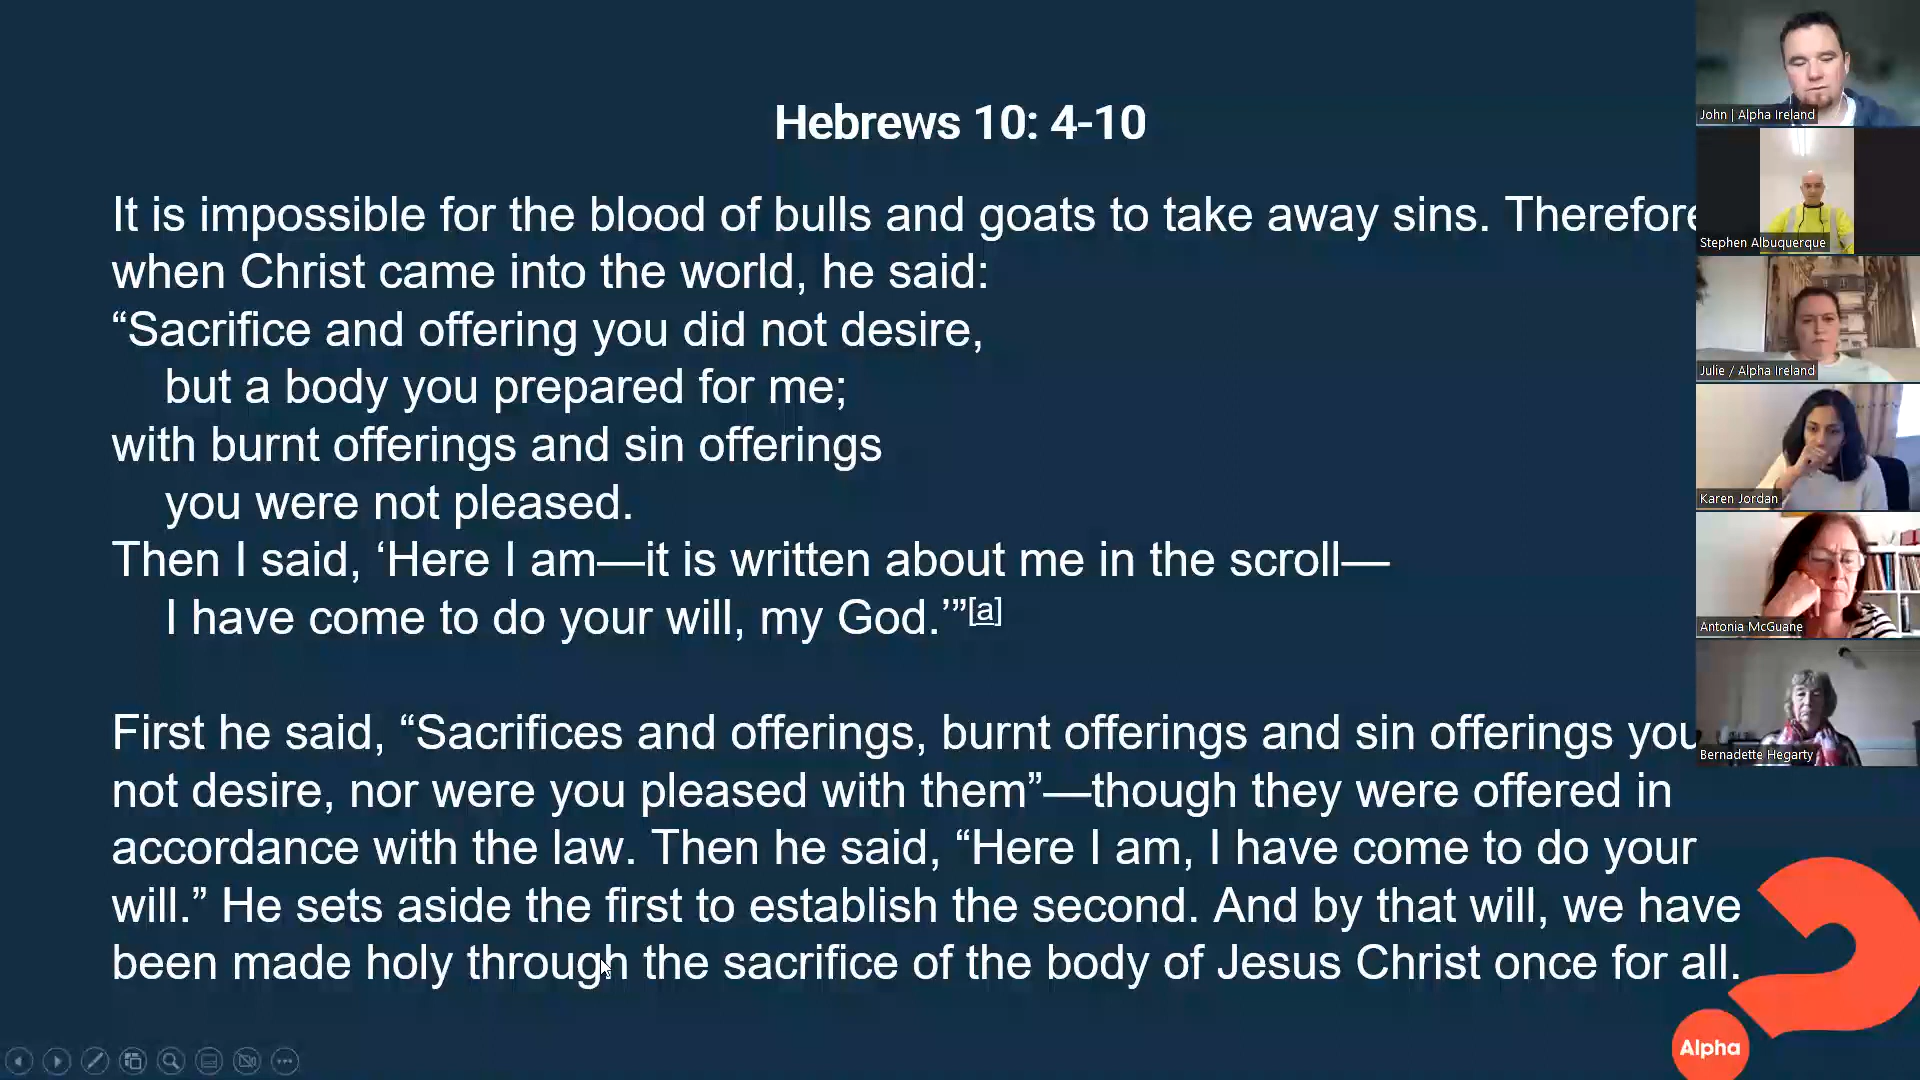 Hebrews 10: 4-10
It is impossible for the blood of bulls and goats to take away sins. Therefore
when Christ came into the world, he said:
“Sacrifice and offering you did not desire,
but a body you prepared for me;
with burnt offerings and sin offerings
you were not pleased.
Then I said, ‘Here I am—it is written about me in the scroll—
I have come to do your will, my God.’”[a]
First he said, “Sacrifices and offerings, burnt offerings and sin offerings you
not desire, nor were you pleased with them”—though they were offered in
accordance with the law. Then he said, “Here I am, I have come to do your
will.” He sets aside the first to establish the second. And by that will, we have
been made holy through the sacrifice of the body of Jesus Christ once for all.
John | Alpha Ireland
Stephen Albuquerque
Julie / Alpha Ireland
Karen Jordan
Antonia McGuane
Bernadette Hegarty
Alpha